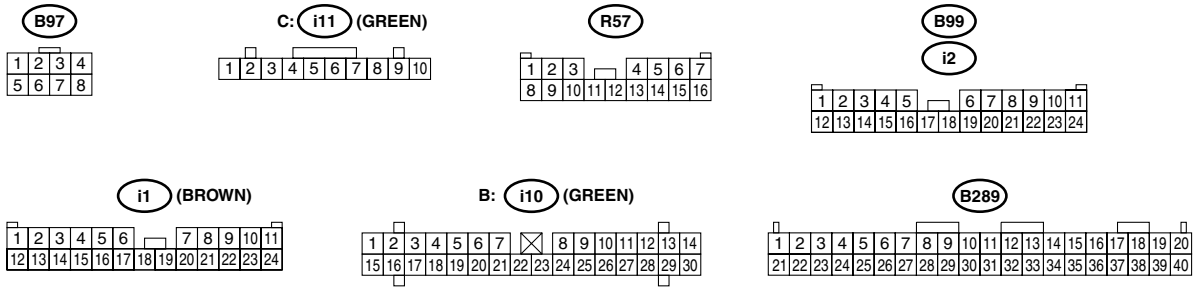 B97
C: i11 (GREEN)
R57
B99
i2
1 2 3 4
5 6 7 8
1 2 3 4 5 6 7 8 9 10
1 2 3 4 5 6 7
8 9 10 11 12 13 14 15 16
1 2 3 4 5 6 7 8 9 10 11
12 13 14 15 16 17 18 19 20 21 22 23 24
i1 (BROWN)
B: i10 (GREEN)
B289
1 2 3 4 5 6 7 8 9 10 11
12 13 14 15 16 17 18 19 20 21 22 23 24
1 2 3 4 5 6 7 8 9 10 11 12 13 14
15 16 17 18 19 20 21 22 23 24 25 26 27 28 29 30
1 2 3 4 5 6 7 8 9 10 11 12 13 14 15 16 17 18 19 20
21 22 23 24 25 26 27 28 29 30 31 32 33 34 35 36 37 38 39 40